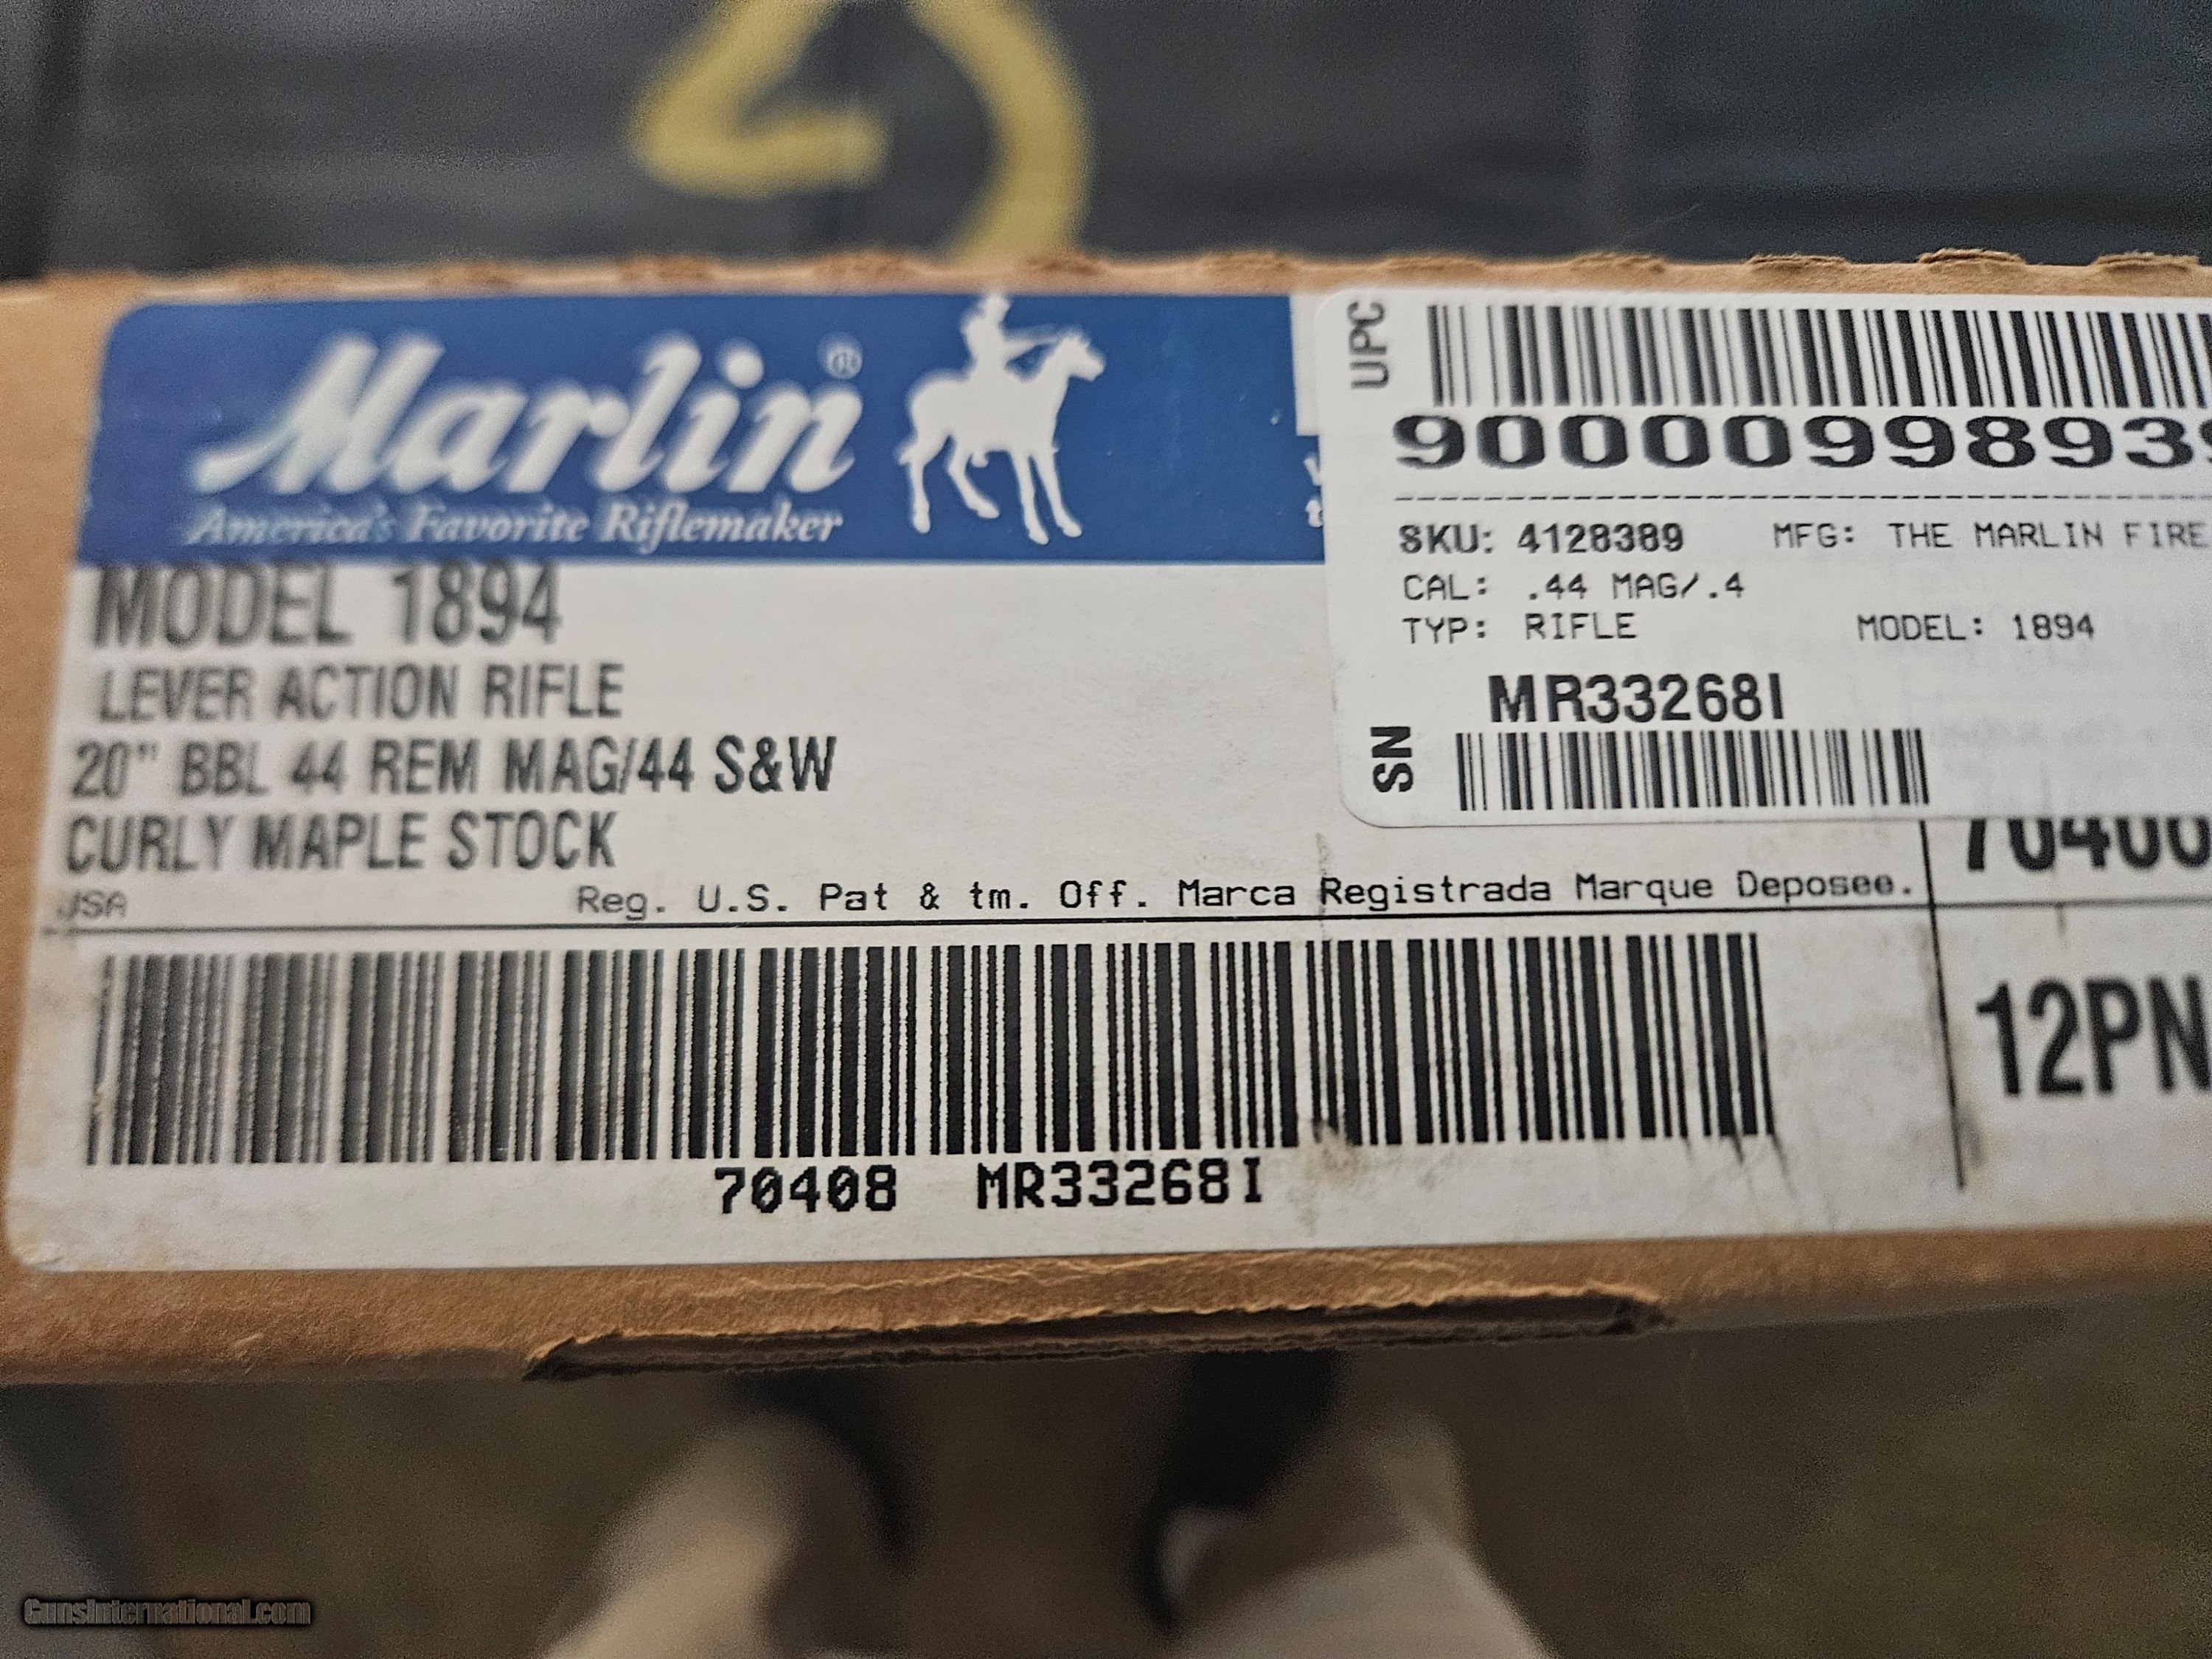 Marlin®
America's Favorite Riflemaker
MODEL 1894
LEVER ACTION RIFLE
20" BBL 44 REM MAG/44 S&W
CURLY MAPLE STOCK
USA
Reg. U.S. Pat & tm. Off. Marca Registrada Marque Deposee.
70408 MR33268I
UPC
9000099893
SKU: 4128389 MFG: THE MARLIN FIRE
CAL: .44 MAG/.4
TYP: RIFLE MODEL: 1894
SN
MR33268I
12PN
GunsInternational.com